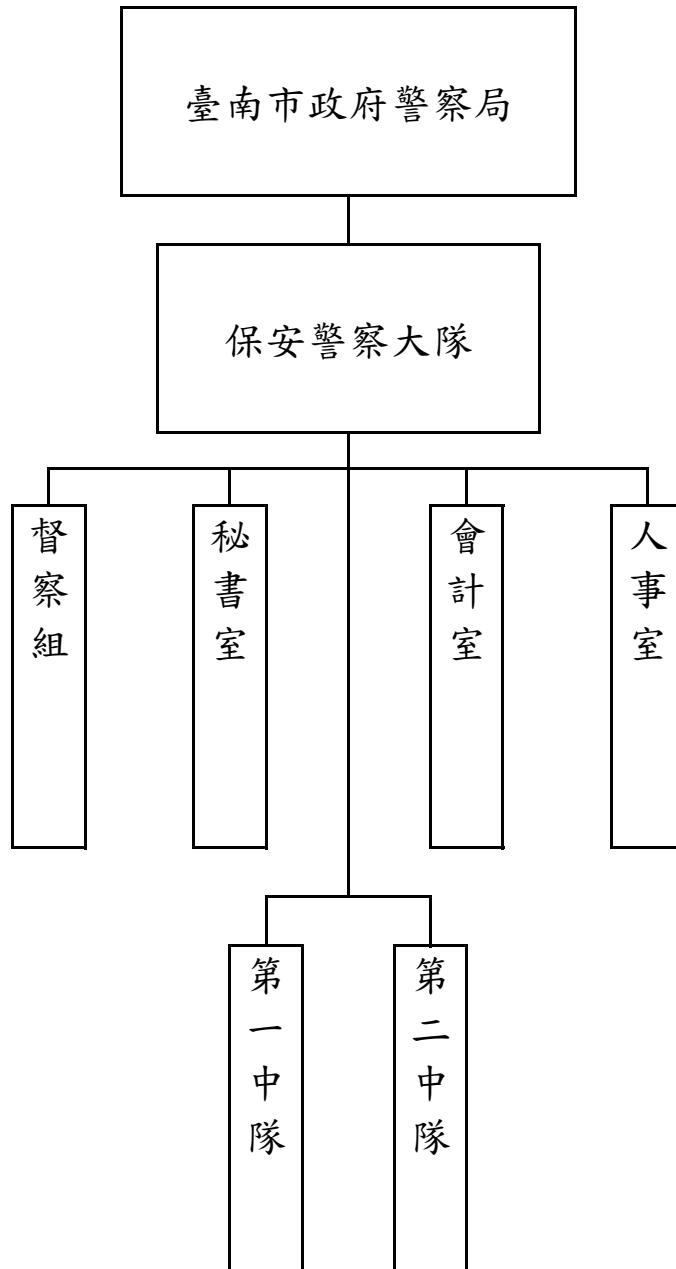 臺南市政府警察局
保安警察大隊
督察組
秘書室
會計室
人事室
第一中隊
第二中隊